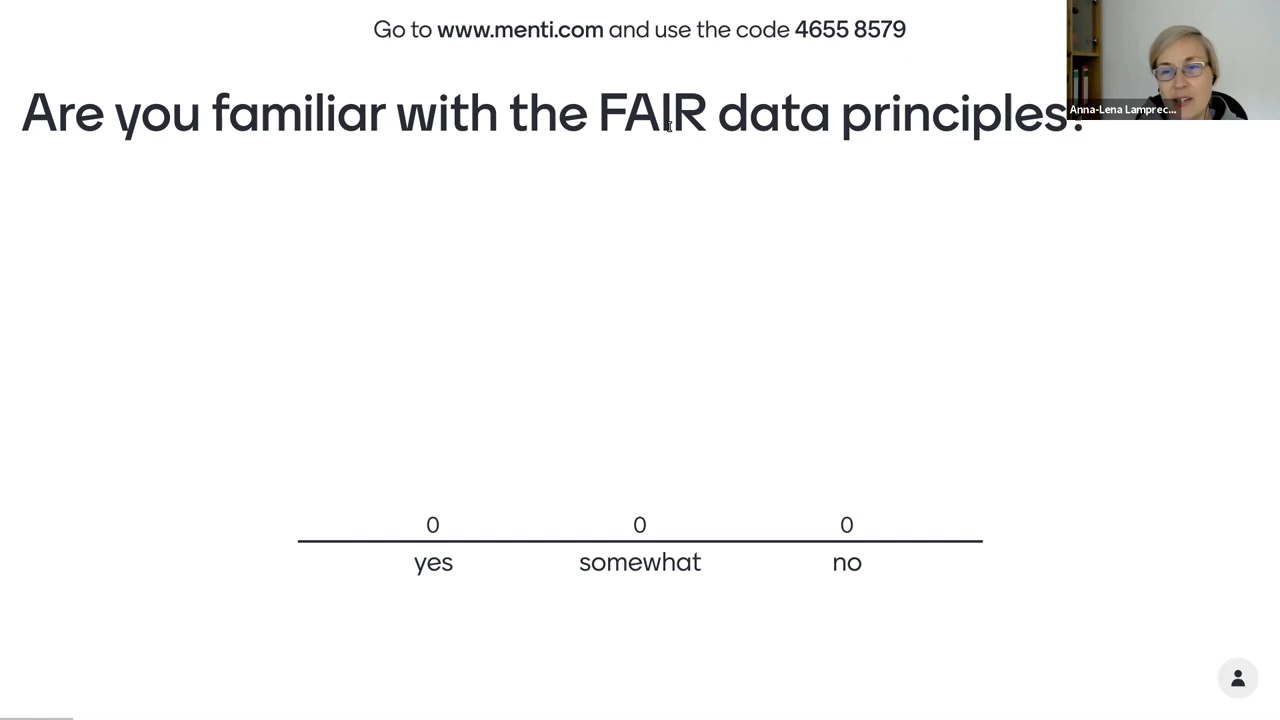 Go to www.menti.com and use the code 4655 8579
Are you familiar with the FAIR data principles?
Anna-Lena Lamprec...
0 0 0
yes somewhat no